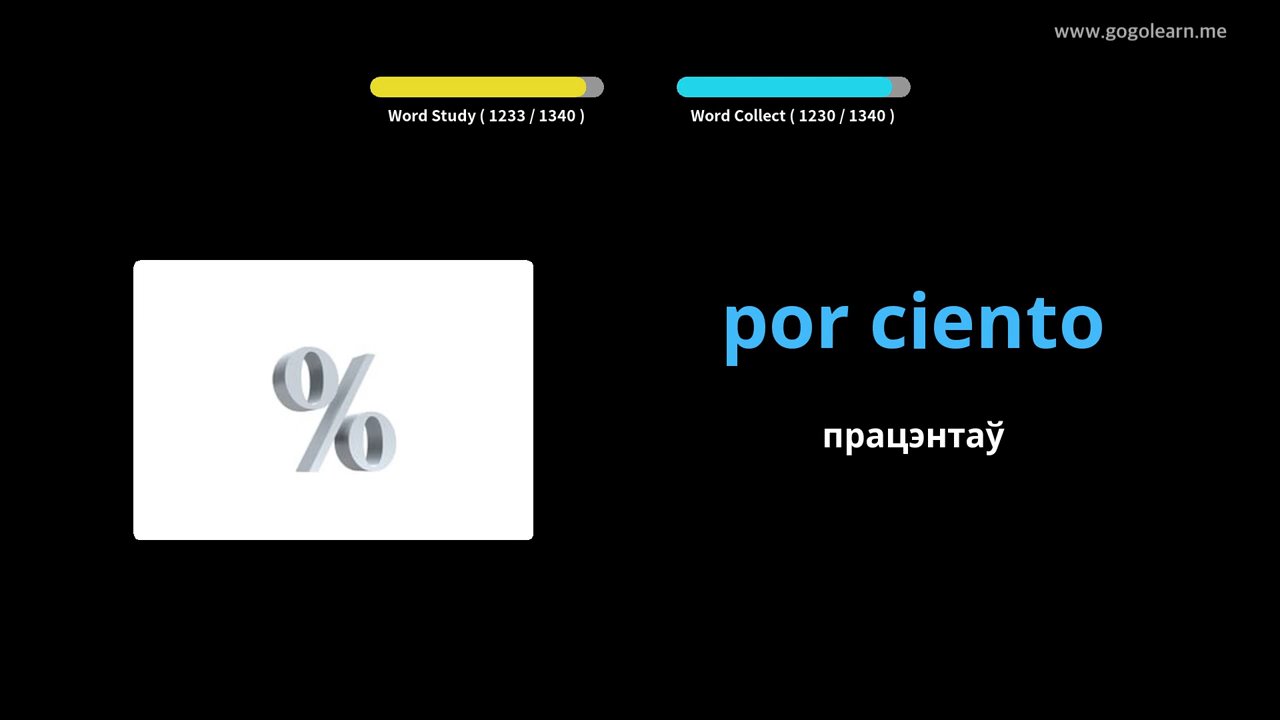 www.gogolearn.me
Word Study ( 1233 / 1340 )
Word Collect ( 1230 / 1340 )
%
por ciento
працэнтаў